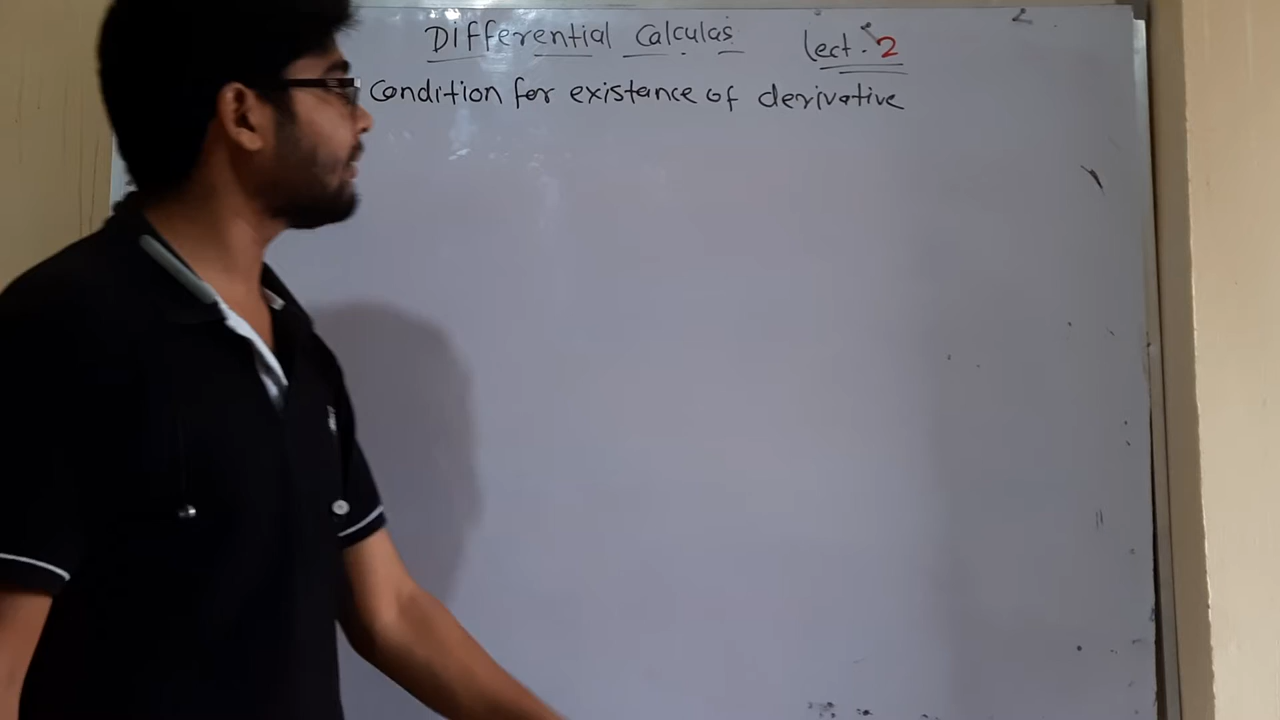 Differential Calculas Lect. 2
Condition for existance of derivative